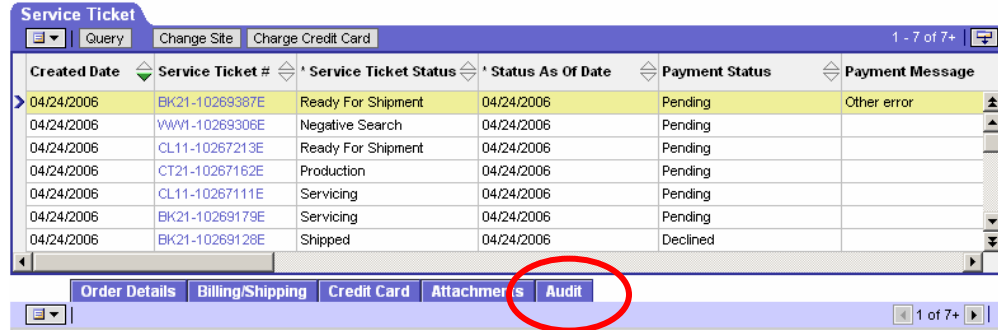 Service Ticket
Query Change Site Charge Credit Card 1 - 7 of 7+
Created Date Service Ticket # * Service Ticket Status * Status As Of Date Payment Status Payment Message
04/24/2006 BK21-10269387E Ready For Shipment 04/24/2006 Pending Other error
04/24/2006 VVV1-10269306E Negative Search 04/24/2006 Pending
04/24/2006 CL11-10267213E Ready For Shipment 04/24/2006 Pending
04/24/2006 CT21-10267162E Production 04/24/2006 Pending
04/24/2006 CL11-10267111E Servicing 04/24/2006 Pending
04/24/2006 BK21-10269179E Servicing 04/24/2006 Pending
04/24/2006 BK21-10269128E Shipped 04/24/2006 Declined
Order Details Billing/Shipping Credit Card Attachments Audit
1 of 7+